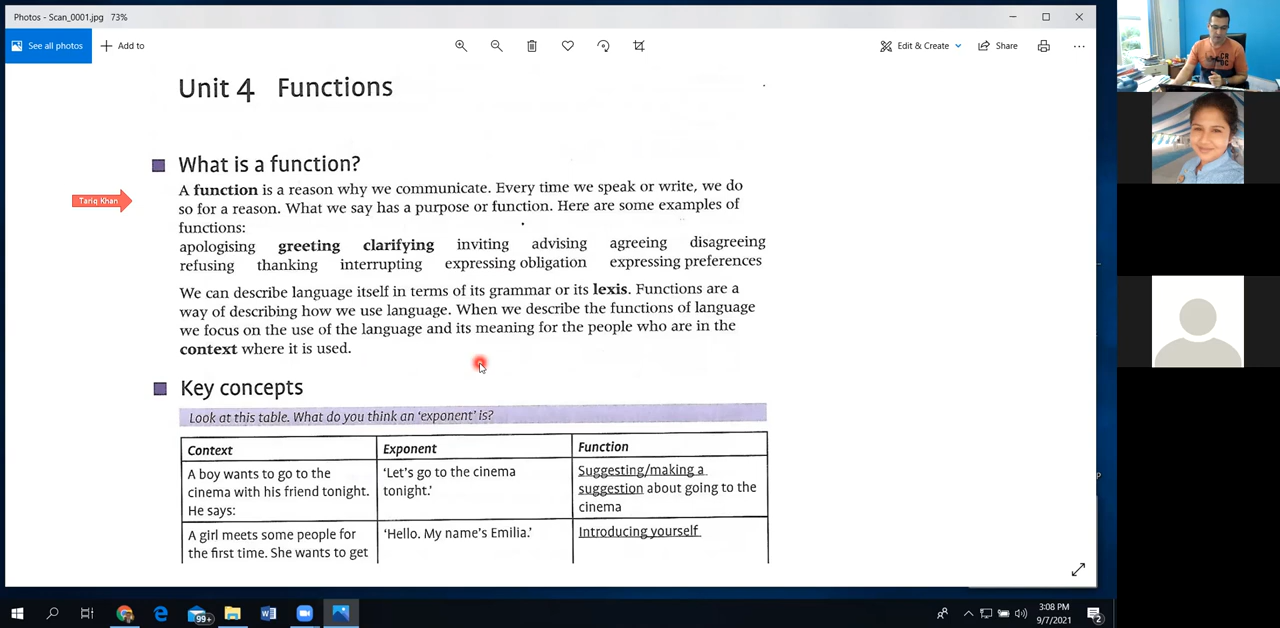 Photos - Scan_0001.jpg 73%
See all photos
Add to
Edit & Create
Share
Unit 4 Functions
What is a function?
Tariq Khan
A function is a reason why we communicate. Every time we speak or write, we do
so for a reason. What we say has a purpose or function. Here are some examples of
functions:
apologising greeting clarifying inviting advising agreeing disagreeing
refusing thanking interrupting expressing obligation expressing preferences
We can describe language itself in terms of its grammar or its lexis. Functions are a
way of describing how we use language. When we describe the functions of language
we focus on the use of the language and its meaning for the people who are in the
context where it is used.
Key concepts
Look at this table. What do you think an 'exponent' is?
Context Exponent Function
A boy wants to go to the
cinema with his friend tonight.
He says:
'Let's go to the cinema
tonight.'
Suggesting/making a
suggestion about going to the
cinema
A girl meets some people for
the first time. She wants to get
'Hello. My name's Emilia.'
Introducing yourself
99+
3:08 PM
9/7/2021
2